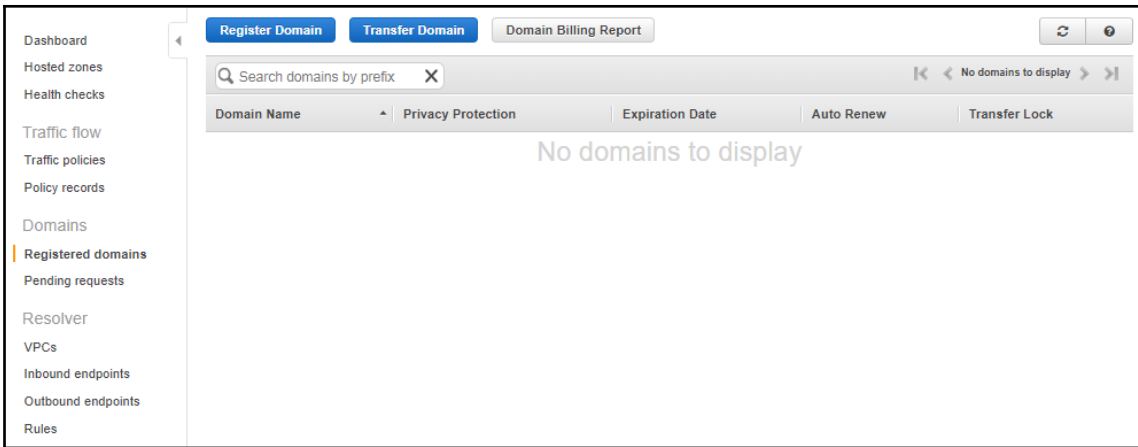 Dashboard
Hosted zones
Health checks
Traffic flow
Traffic policies
Policy records
Domains
Registered domains
Pending requests
Resolver
VPCs
Inbound endpoints
Outbound endpoints
Rules
Register Domain Transfer Domain Domain Billing Report
Search domains by prefix No domains to display
Domain Name Privacy Protection Expiration Date Auto Renew Transfer Lock
No domains to display